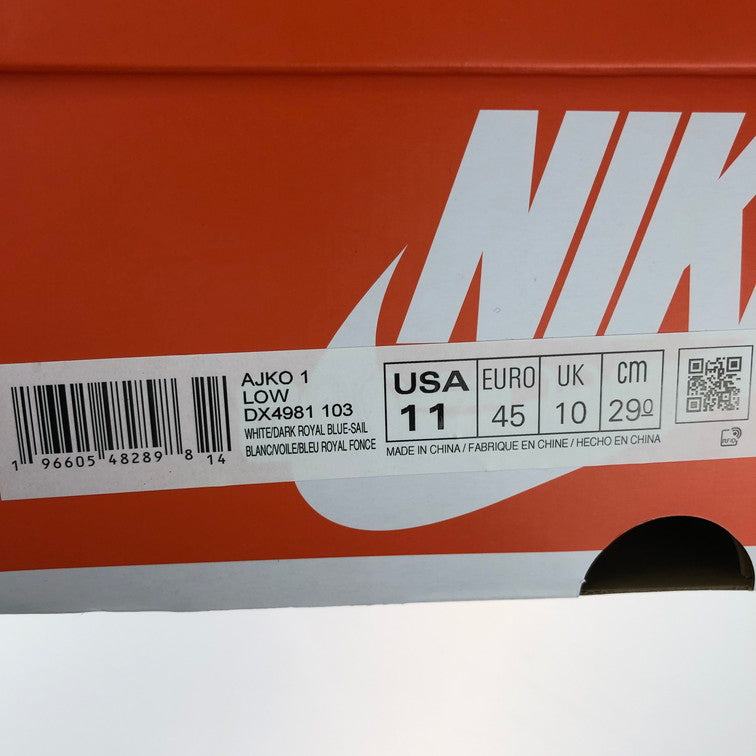 NIK
AJKO 1
LOW
DX4981 103
WHITE/DARK ROYAL BLUE-SAIL
BLANC/VOILE/BLEU ROYAL FONCE
1 96605 48289 8 14
USA
11
EURO
45
UK
10
cm
29.0
MADE IN CHINA / FABRIQUE EN CHINE / HECHO EN CHINA
RFID